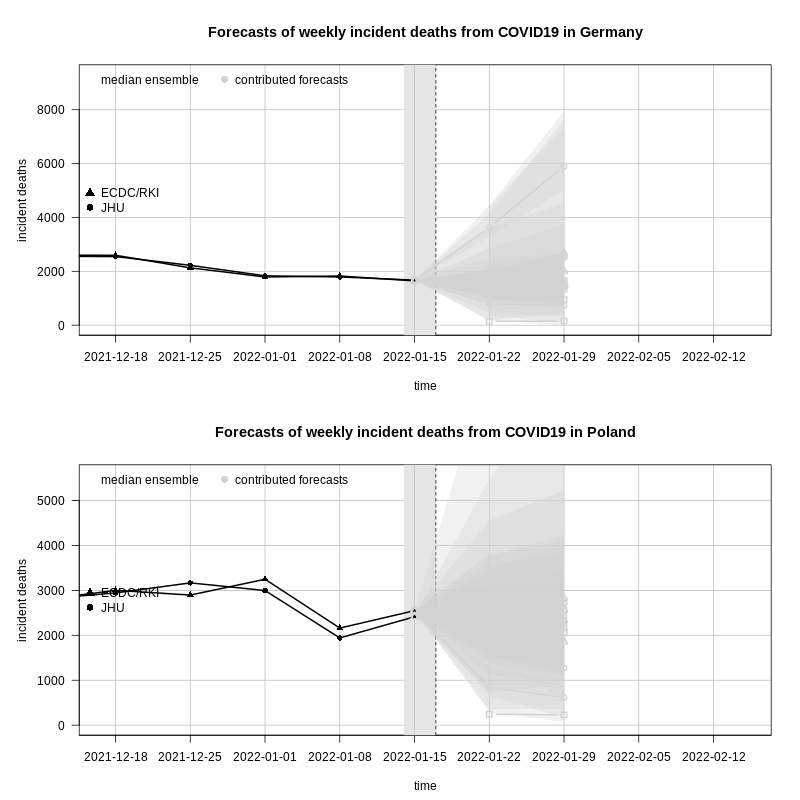 Forecasts of weekly incident deaths from COVID19 in Germany
median ensemble contributed forecasts
8000
6000
4000
2000
0
incident deaths
ECDC/RKI
JHU
2021-12-18 2021-12-25 2022-01-01 2022-01-08 2022-01-15 2022-01-22 2022-01-29 2022-02-05 2022-02-12
time
Forecasts of weekly incident deaths from COVID19 in Poland
median ensemble contributed forecasts
5000
4000
3000
2000
1000
0
incident deaths
ECDC/RKI
JHU
2021-12-18 2021-12-25 2022-01-01 2022-01-08 2022-01-15 2022-01-22 2022-01-29 2022-02-05 2022-02-12
time